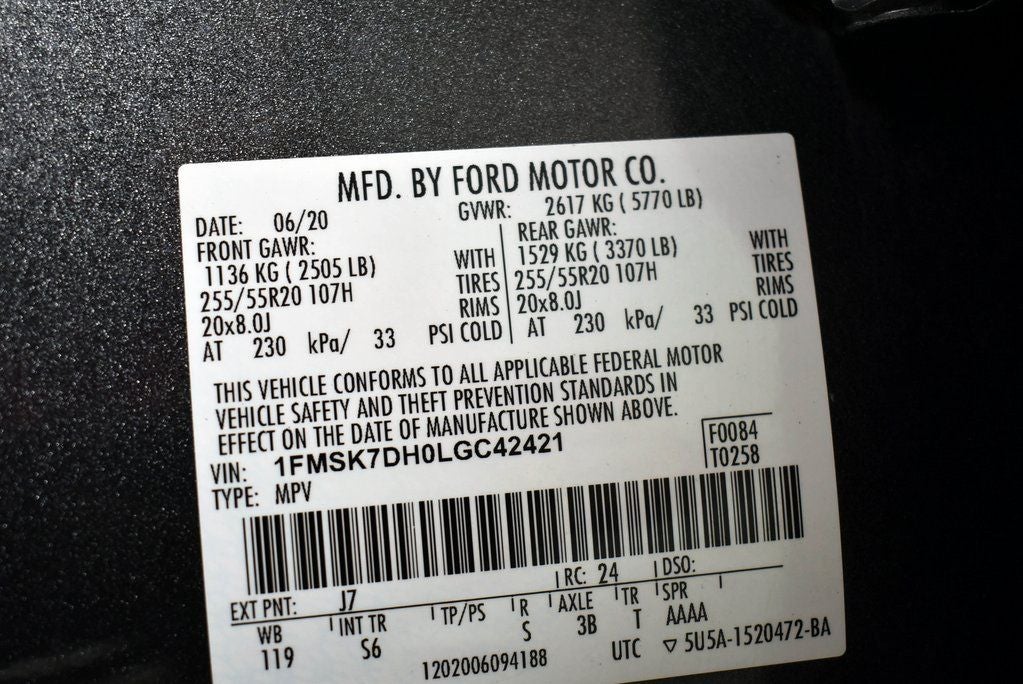 MFD. BY FORD MOTOR CO.
DATE: 06/20 GVWR: 2617 KG ( 5770 LB)
FRONT GAWR: REAR GAWR:
1136 KG ( 2505 LB) WITH 1529 KG ( 3370 LB) WITH
255/55R20 107H TIRES 255/55R20 107H TIRES
20x8.0J RIMS 20x8.0J RIMS
AT 230 kPa/ 33 PSI COLD AT 230 kPa/ 33 PSI COLD
THIS VEHICLE CONFORMS TO ALL APPLICABLE FEDERAL MOTOR
VEHICLE SAFETY AND THEFT PREVENTION STANDARDS IN
EFFECT ON THE DATE OF MANUFACTURE SHOWN ABOVE.
VIN: 1FMSK7DH0LGC42421 F0084
TYPE: MPV T0258
EXT PNT: J7 RC: 24 DSO:
WB INT TR TP/PS R AXLE TR SPR
119 S6 S 3B T AAAA
1202006094188 UTC ▽ 5U5A-1520472-BA